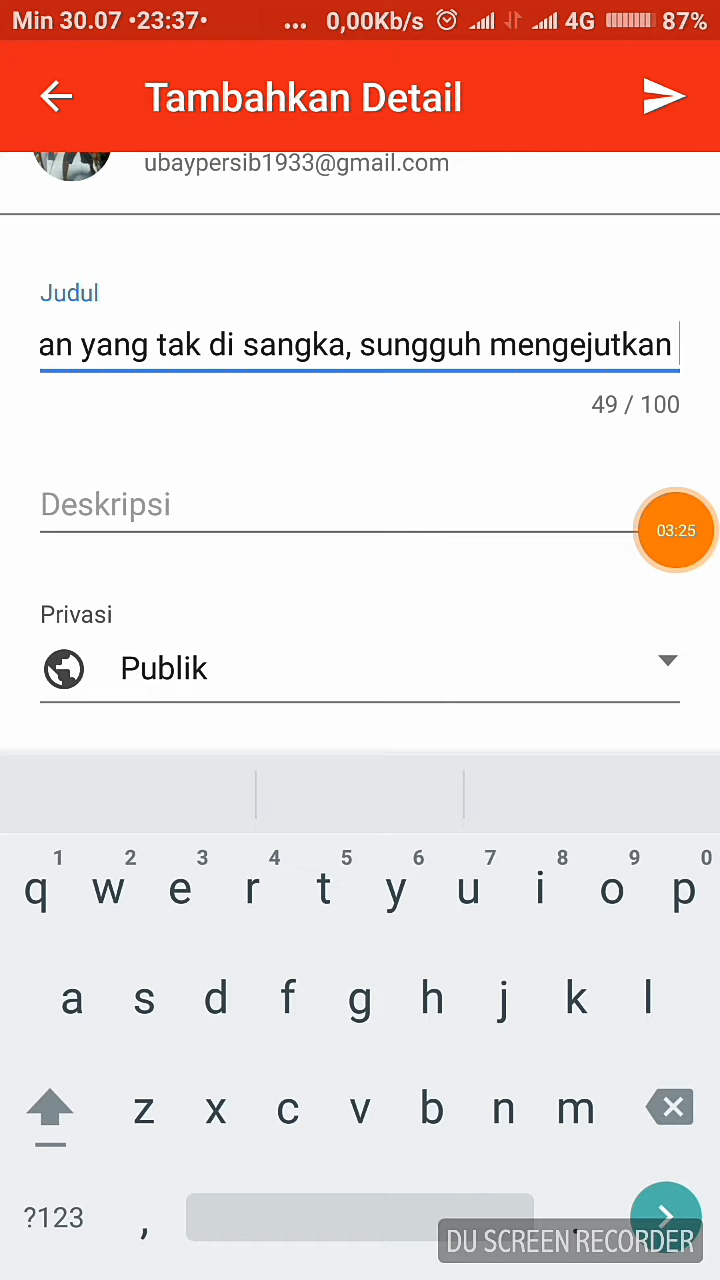 Min 30.07 •23:37•
... 0,00Kb/s 4G 87%
Tambahkan Detail
ubaypersib1933@gmail.com
Judul
an yang tak di sangka, sungguh mengejutkan
49 / 100
Deskripsi
03:25
Privasi
Publik
1 2 3 4 5 6 7 8 9 0
q w e r t y u i o p
a s d f g h j k l
z x c v b n m
?123 , .
DU SCREEN RECORDER